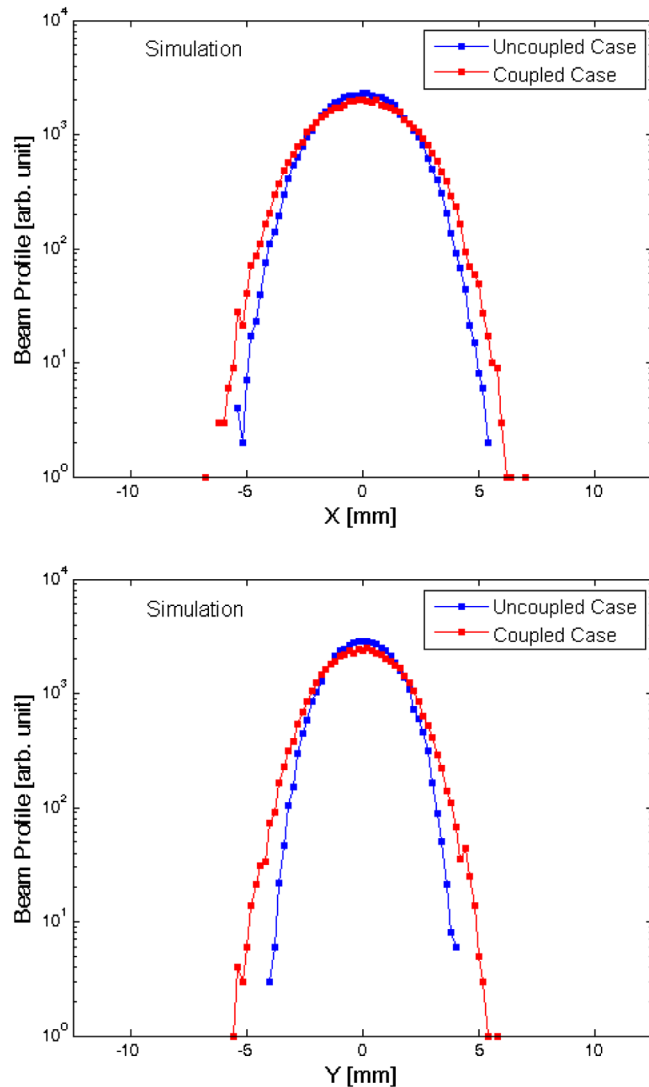 10^4
Simulation
Uncoupled Case
Coupled Case
10^3
10^2
10^1
10^0
Beam Profile [arb. unit]
-10 -5 0 5 10
X [mm]
10^4
Simulation
Uncoupled Case
Coupled Case
10^3
10^2
10^1
10^0
Beam Profile [arb. unit]
-10 -5 0 5 10
Y [mm]